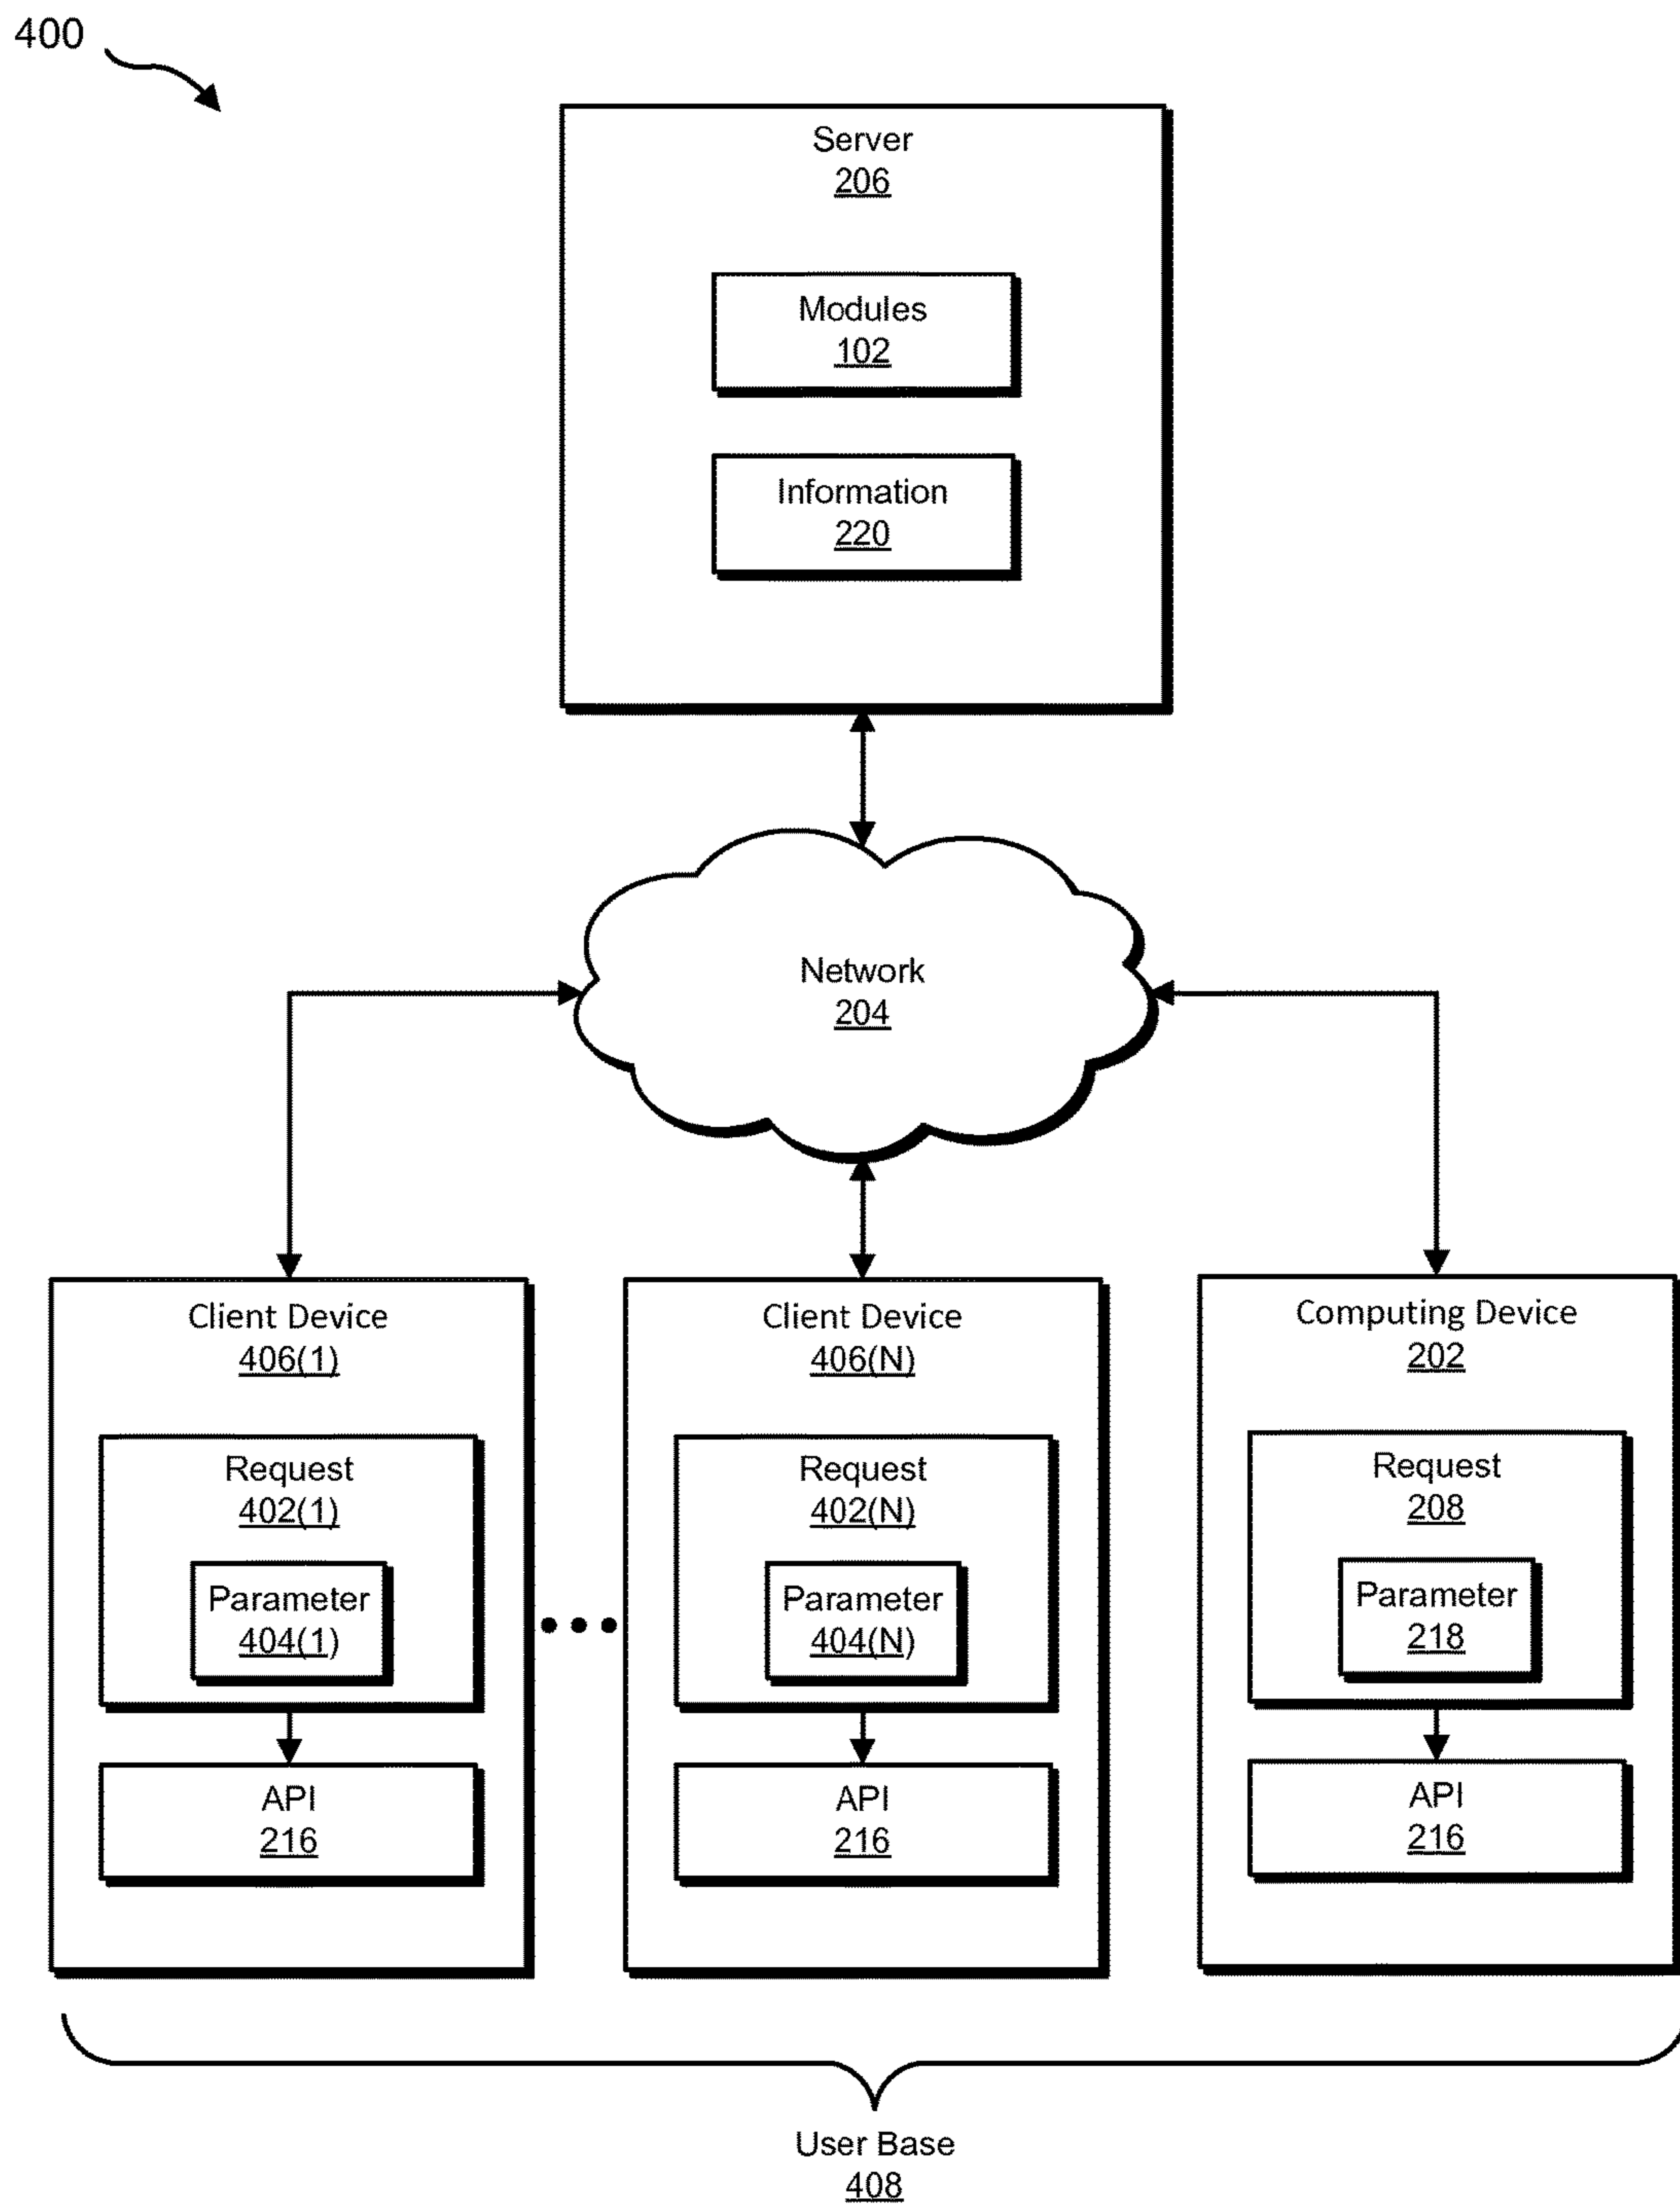 400
Server
206
Modules
102
Information
220
Network
204
Client Device
406(1)
Request
402(1)
Parameter
404(1)
API
216
Client Device
406(N)
Request
402(N)
Parameter
404(N)
API
216
Computing Device
202
Request
208
Parameter
218
API
216
User Base
408